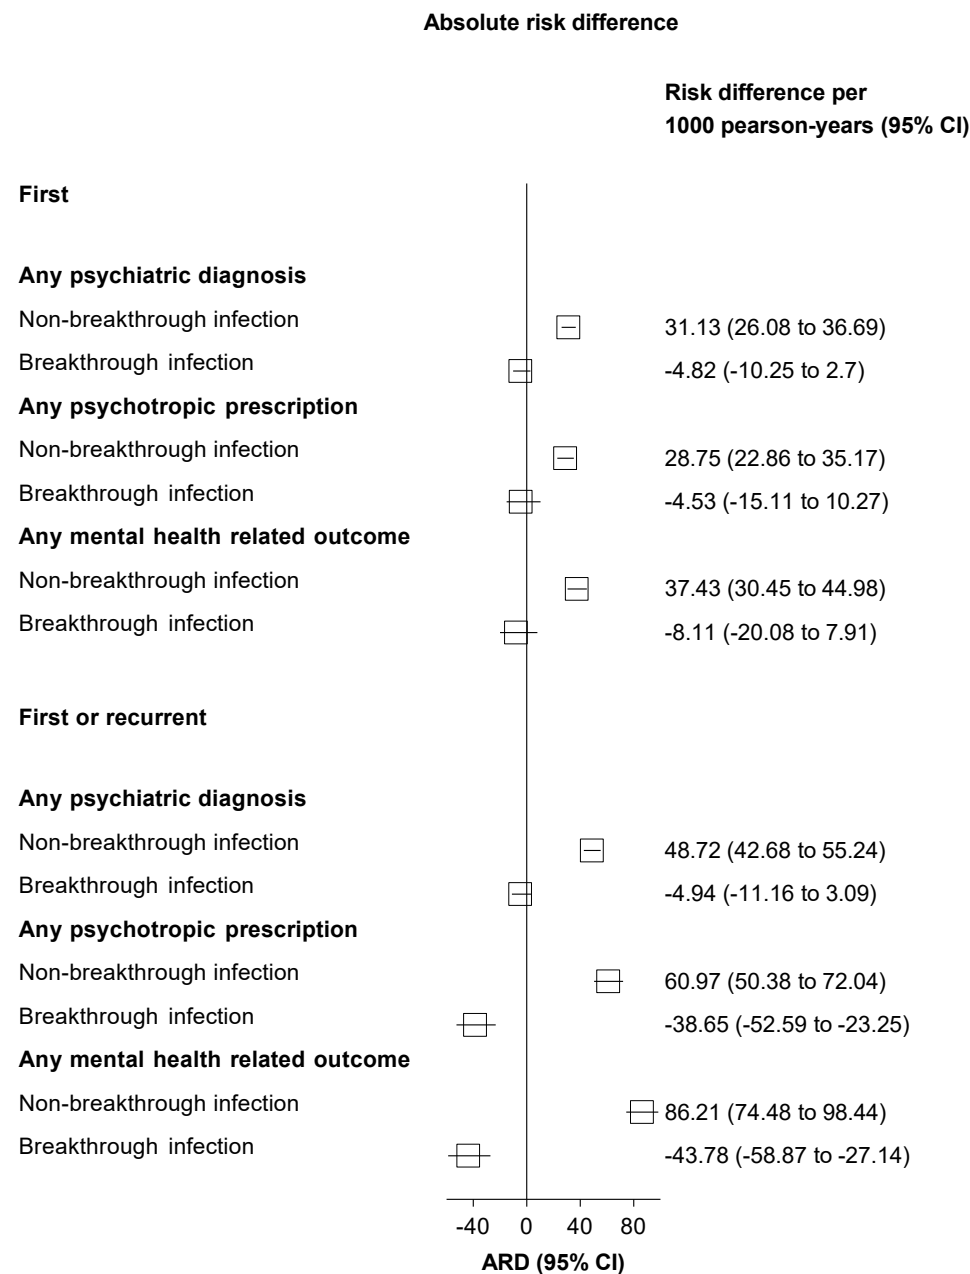 Absolute risk difference
Risk difference per
1000 pearson-years (95% CI)
First
Any psychiatric diagnosis
Non-breakthrough infection 31.13 (26.08 to 36.69)
Breakthrough infection -4.82 (-10.25 to 2.7)
Any psychotropic prescription
Non-breakthrough infection 28.75 (22.86 to 35.17)
Breakthrough infection -4.53 (-15.11 to 10.27)
Any mental health related outcome
Non-breakthrough infection 37.43 (30.45 to 44.98)
Breakthrough infection -8.11 (-20.08 to 7.91)
First or recurrent
Any psychiatric diagnosis
Non-breakthrough infection 48.72 (42.68 to 55.24)
Breakthrough infection -4.94 (-11.16 to 3.09)
Any psychotropic prescription
Non-breakthrough infection 60.97 (50.38 to 72.04)
Breakthrough infection -38.65 (-52.59 to -23.25)
Any mental health related outcome
Non-breakthrough infection 86.21 (74.48 to 98.44)
Breakthrough infection -43.78 (-58.87 to -27.14)
-40 0 40 80
ARD (95% CI)